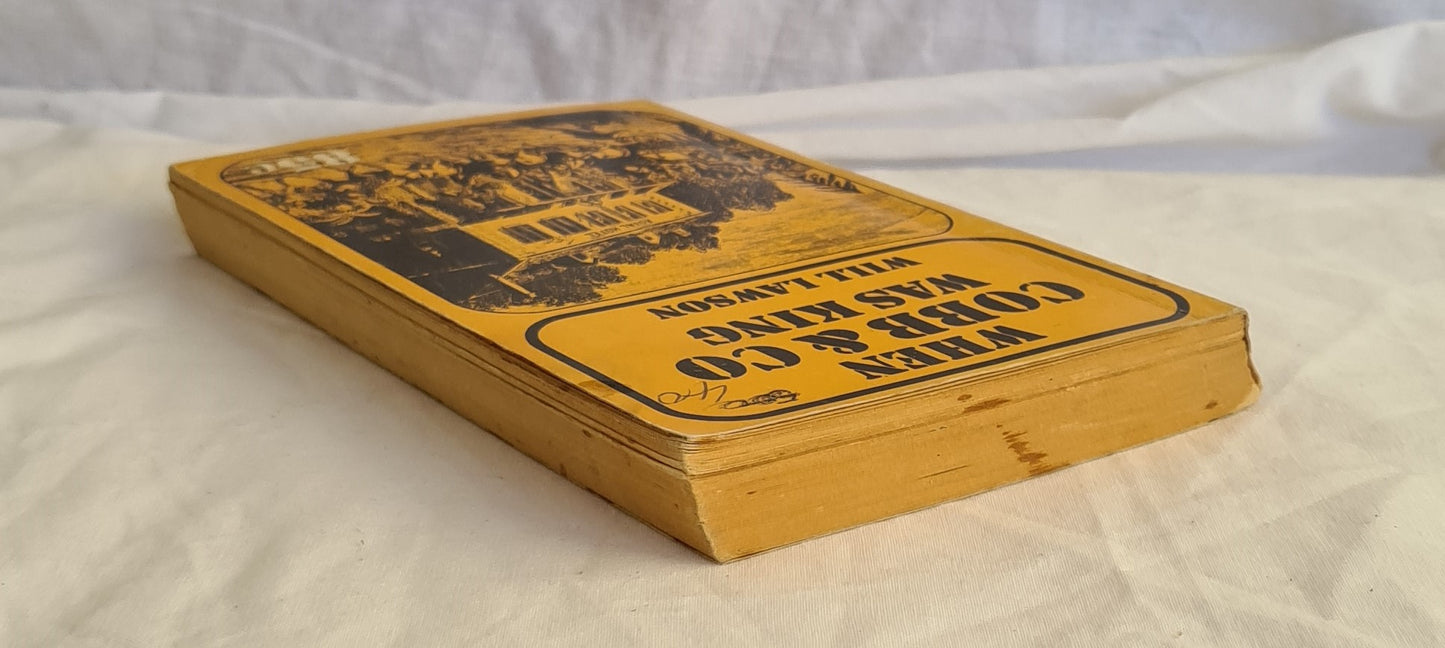 WHEN
COBB & CO
WAS KING
WILL LAWSON